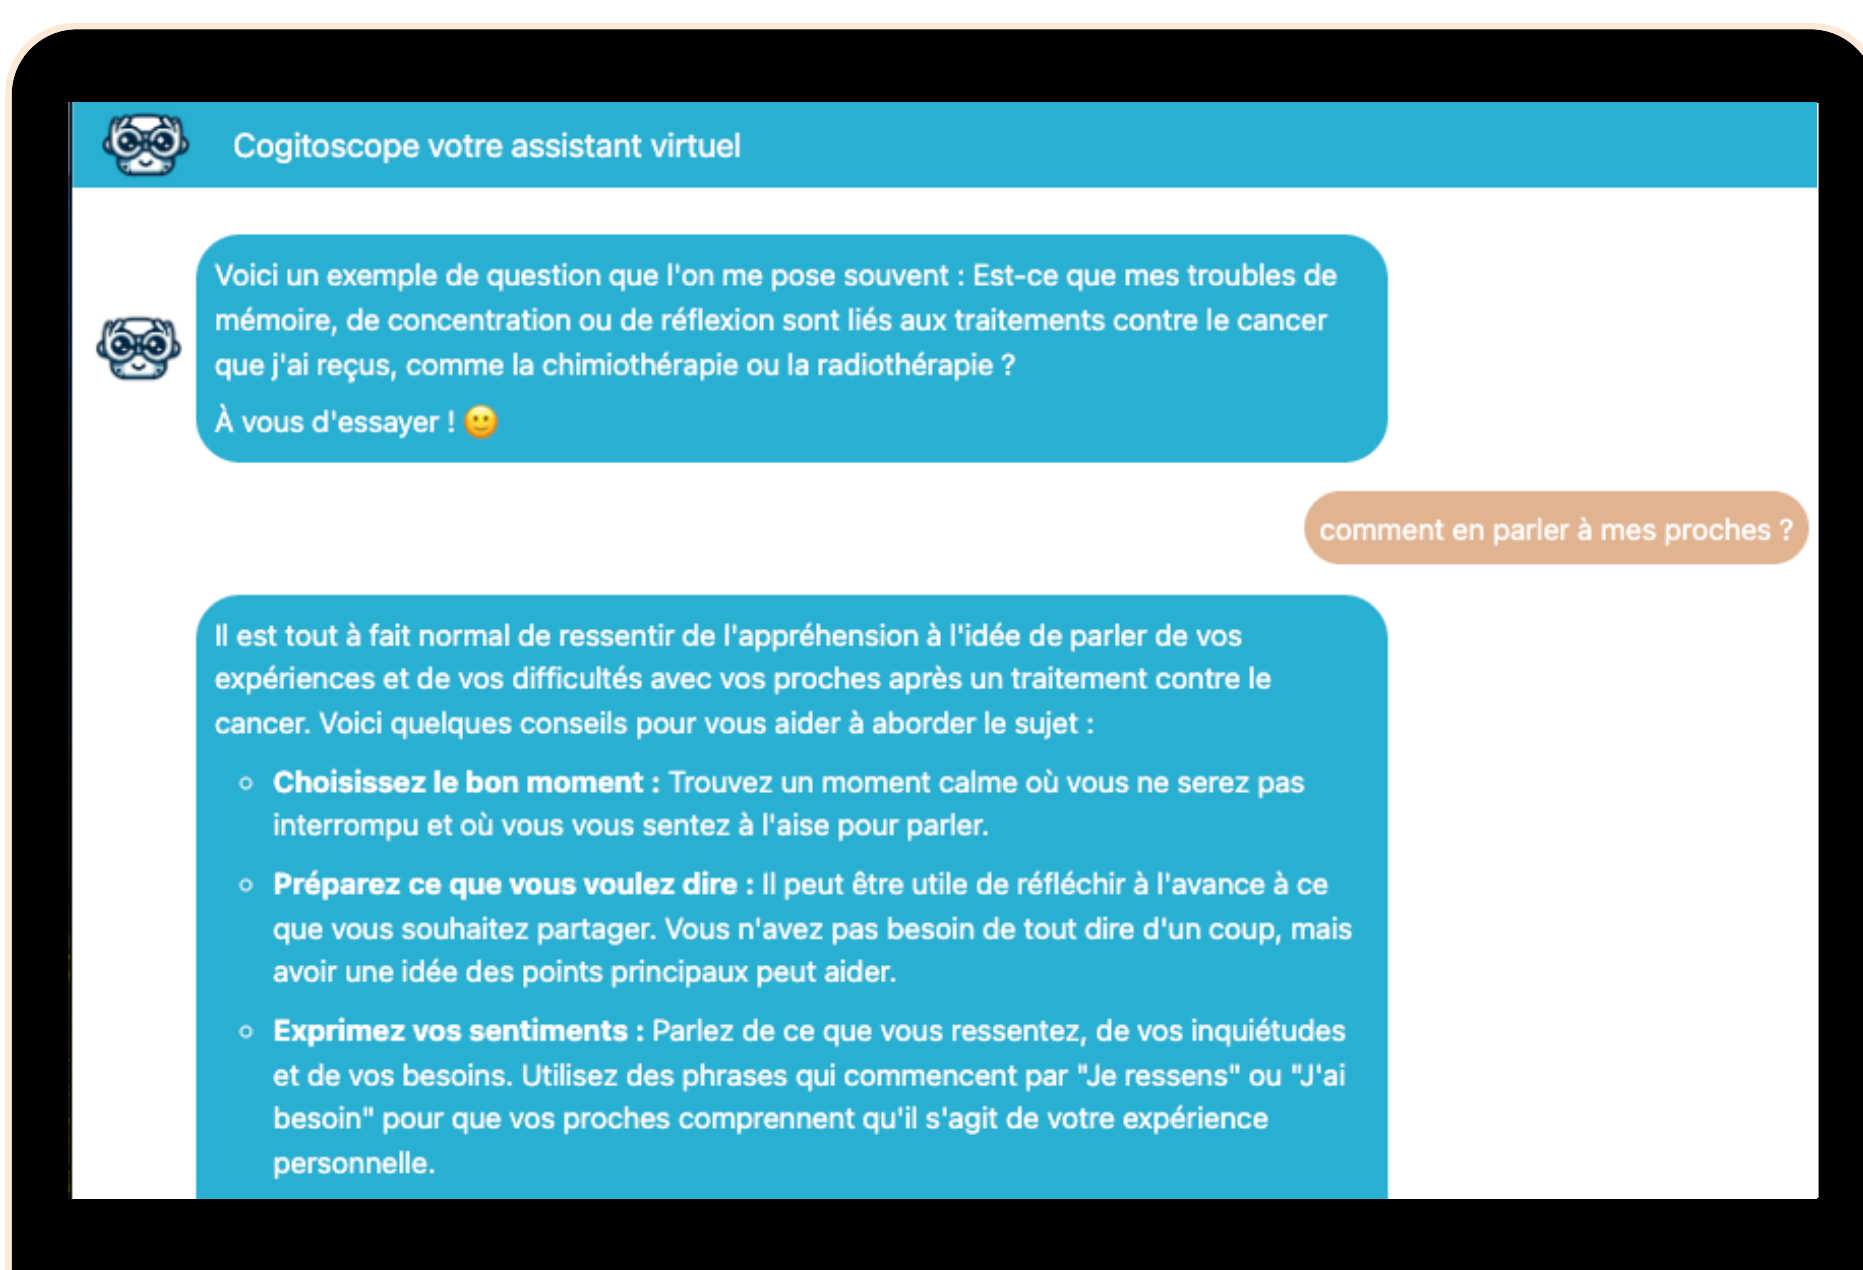 Cogitoscope votre assistant virtuel
Voici un exemple de question que l'on me pose souvent : Est-ce que mes troubles de
mémoire, de concentration ou de réflexion sont liés aux traitements contre le cancer
que j'ai reçus, comme la chimiothérapie ou la radiothérapie ?
À vous d'essayer ! 🙂
comment en parler à mes proches ?
Il est tout à fait normal de ressentir de l'appréhension à l'idée de parler de vos
expériences et de vos difficultés avec vos proches après un traitement contre le
cancer. Voici quelques conseils pour vous aider à aborder le sujet :
◦ Choisissez le bon moment : Trouvez un moment calme où vous ne serez pas
interrompu et où vous vous sentez à l'aise pour parler.
◦ Préparez ce que vous voulez dire : Il peut être utile de réfléchir à l'avance à ce
que vous souhaitez partager. Vous n'avez pas besoin de tout dire d'un coup, mais
avoir une idée des points principaux peut aider.
◦ Exprimez vos sentiments : Parlez de ce que vous ressentez, de vos inquiétudes
et de vos besoins. Utilisez des phrases qui commencent par "Je ressens" ou "J'ai
besoin" pour que vos proches comprennent qu'il s'agit de votre expérience
personnelle.